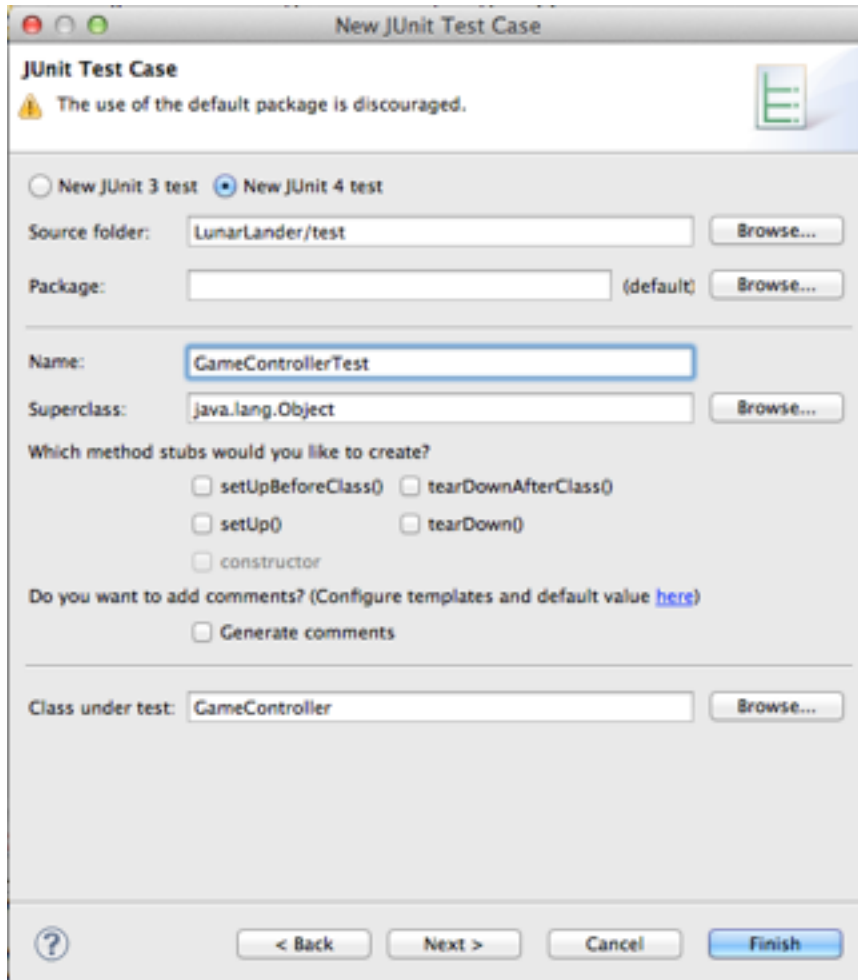 New JUnit Test Case
JUnit Test Case
The use of the default package is discouraged.
New JUnit 3 test New JUnit 4 test
Source folder: LunarLander/test Browse...
Package: (default) Browse...
Name: GameControllerTest
Superclass: java.lang.Object Browse...
Which method stubs would you like to create?
setUpBeforeClass() tearDownAfterClass()
setUp() tearDown()
constructor
Do you want to add comments? (Configure templates and default value here)
Generate comments
Class under test: GameController Browse...
? < Back Next > Cancel Finish